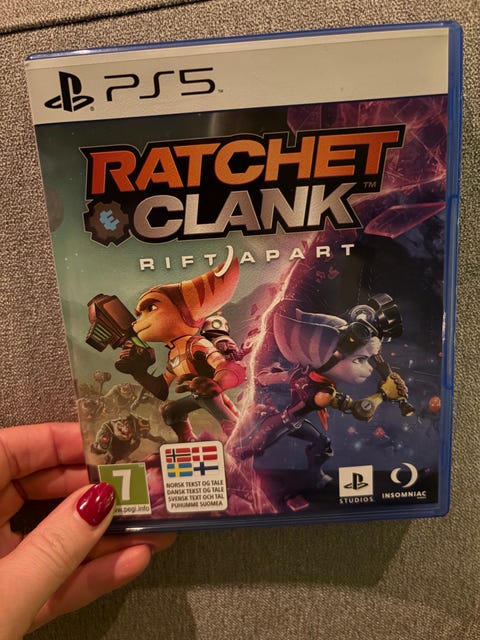 PS5
RATCHET
CLANK™
RIFT APART
7
www.pegi.info
NORSK TEKST OG TALE
DANSK TEKST OG TALE
SVENSK TEXT OCH TAL
PUHUMME SUOMEA
STUDIOS
INSOMNIAC